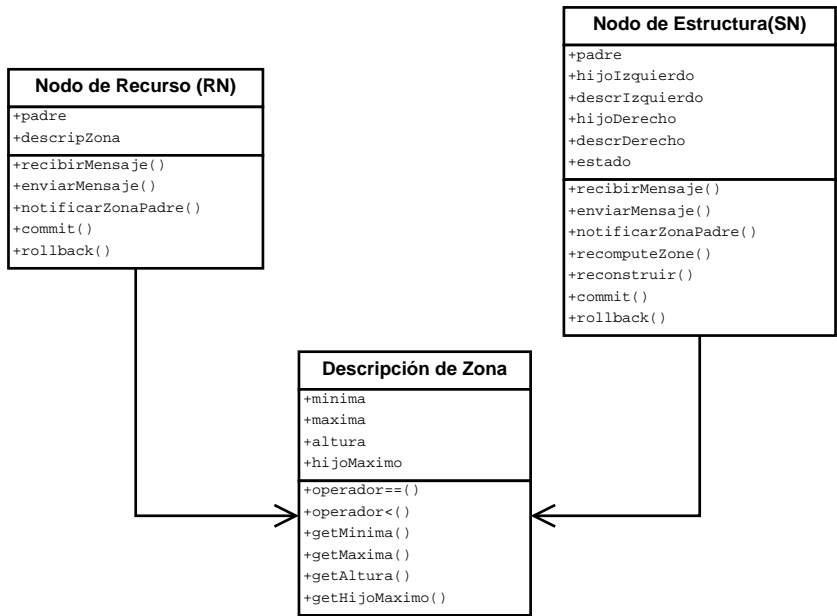 Nodo de Recurso (RN)
+padre
+descripZona
+recibirMensaje()
+enviarMensaje()
+notificarZonaPadre()
+commit()
+rollback()
Nodo de Estructura(SN)
+padre
+hijoIzquierdo
+descrIzquierdo
+hijoDerecho
+descrDerecho
+estado
+recibirMensaje()
+enviarMensaje()
+notificarZonaPadre()
+recomputeZone()
+reconstruir()
+commit()
+rollback()
Descripción de Zona
+minima
+maxima
+altura
+hijoMaximo
+operador==()
+operador<()
+getMinima()
+getMaxima()
+getAltura()
+getHijoMaximo()